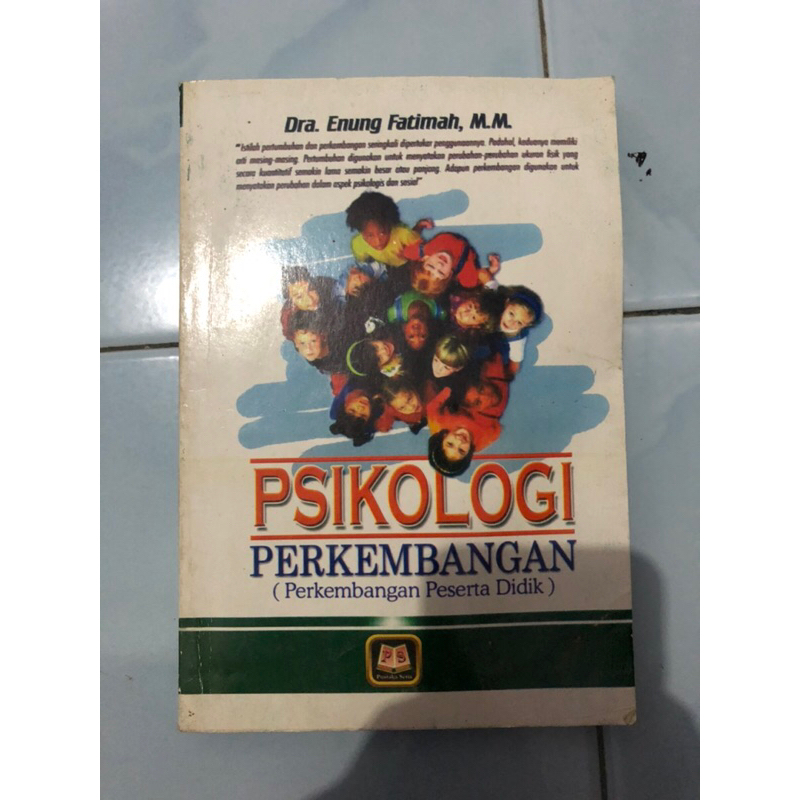 Dra. Enung Fatimah, M.M.
"Istilah pertumbuhan dan perkembangan seringkali dipertukar penggunaannya. Padahal, keduanya memiliki
arti masing-masing. Pertumbuhan digunakan untuk menyatakan perubahan-perubahan ukuran fisik yang
secara kuantitatif semakin lama semakin besar atau panjang. Adapun perkembangan digunakan untuk
menyatakan perubahan dalam aspek psikologis dan sosial"
PSIKOLOGI
PERKEMBANGAN
( Perkembangan Peserta Didik )
P S
Pustaka Setia